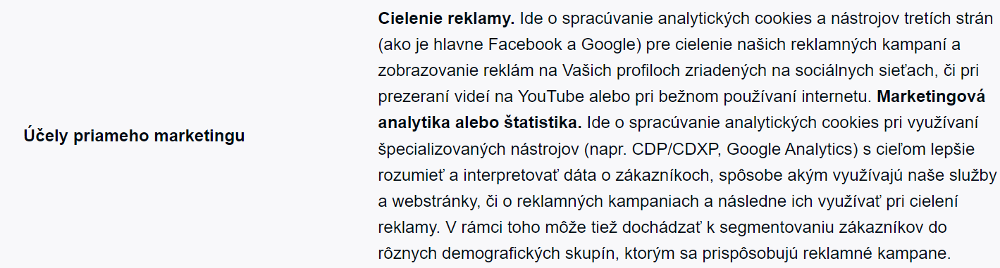 Účely priameho marketingu
Cielenie reklamy. Ide o spracúvanie analytických cookies a nástrojov tretích strán
(ako je hlavne Facebook a Google) pre cielenie našich reklamných kampaní a
zobrazovanie reklám na Vašich profiloch zriadených na sociálnych sieťach, či pri
prezeraní videí na YouTube alebo pri bežnom používaní internetu. Marketingová
analytika alebo štatistika. Ide o spracúvanie analytických cookies pri využívaní
špecializovaných nástrojov (napr. CDP/CDXP, Google Analytics) s cieľom lepšie
rozumieť a interpretovať dáta o zákazníkoch, spôsobe akým využívajú naše služby
a webstránky, či o reklamných kampaniach a následne ich využívať pri cielení
reklamy. V rámci toho môže tiež dochádzať k segmentovaniu zákazníkov do
rôznych demografických skupín, ktorým sa prispôsobujú reklamné kampane.